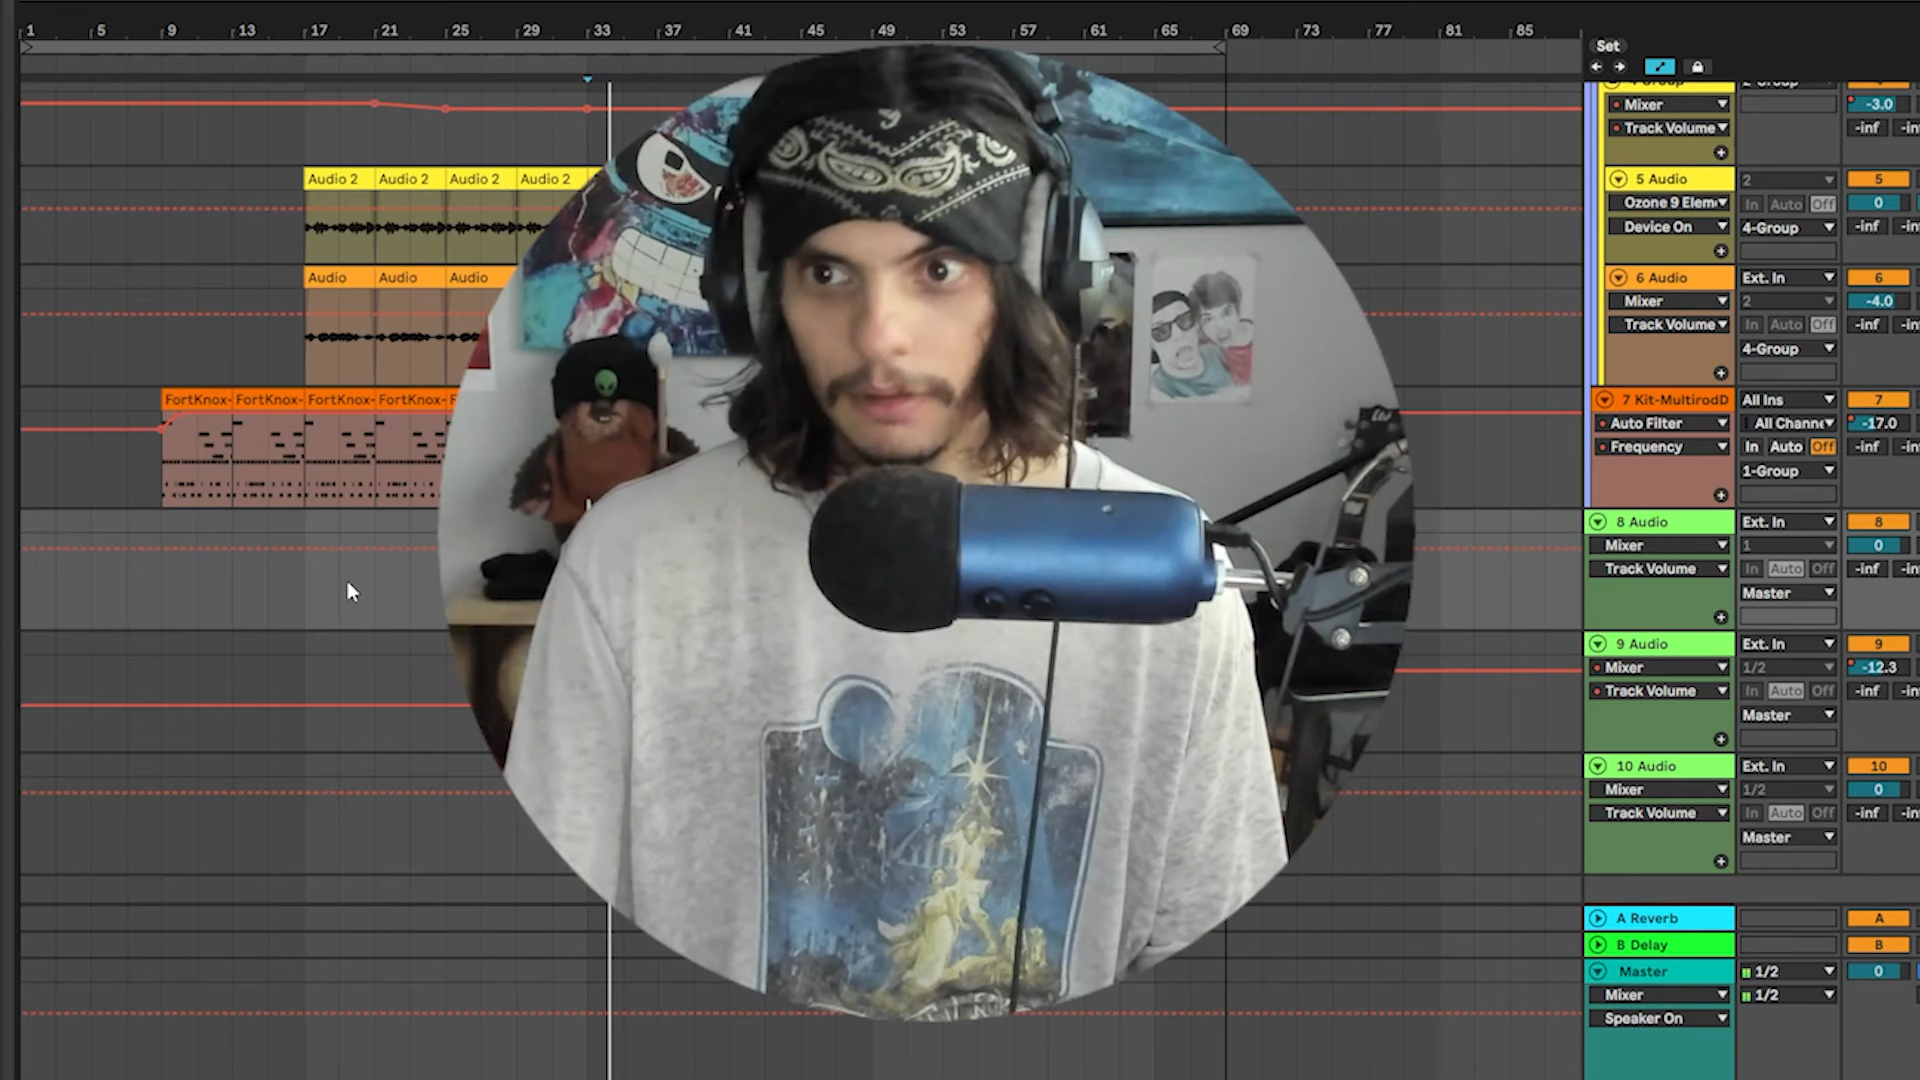 1 5 9 13 17 21 25 29 33 37 41 45 49 53 57 61 65 69 73 77 81 85
Set
Mixer -3.0
Track Volume -inf
Audio 2 Audio 2 Audio 2 Audio 2
5 Audio 2 5
Ozone 9 Elem In Auto Off 0
Device On 4-Group -inf
Audio Audio Audio
6 Audio Ext. In 6
Mixer 2 -4.0
Track Volume In Auto Off -inf
4-Group
FortKnox- FortKnox- FortKnox- FortKnox- F
7 Kit-MultirodD All Ins 7
Auto Filter All Channe -17.0
Frequency In Auto Off -inf
1-Group
8 Audio Ext. In 8
Mixer 1 0
Track Volume In Auto Off -inf
Master
9 Audio Ext. In 9
Mixer 1/2 -12.3
Track Volume In Auto Off -inf
Master
10 Audio Ext. In 10
Mixer 1/2 0
Track Volume In Auto Off -inf
Master
A Reverb A
B Delay B
Master 1/2 0
Mixer 1/2
Speaker On